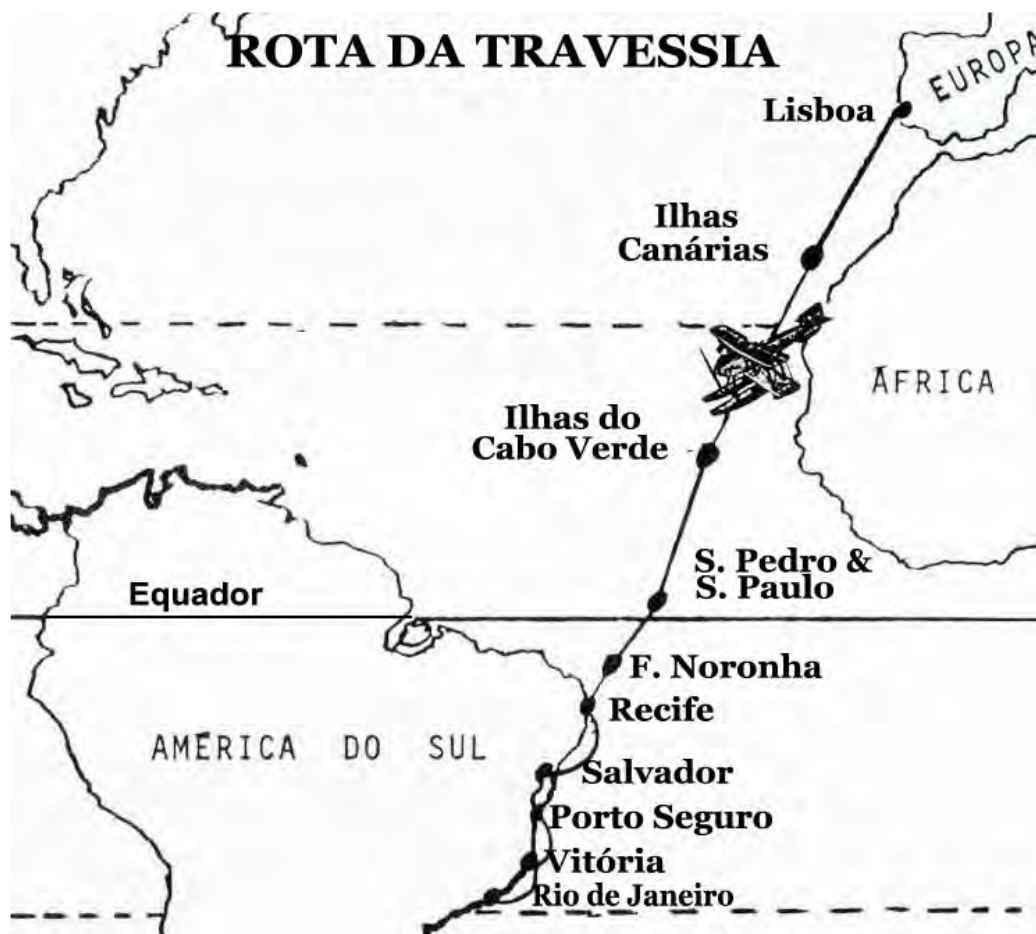 ROTA DA TRAVESSIA
EUROPA
Lisboa
Ilhas
Canárias
ÁFRICA
Ilhas do
Cabo Verde
S. Pedro &
S. Paulo
Equador
F. Noronha
Recife
AMÉRICA DO SUL
Salvador
Porto Seguro
Vitória
Rio de Janeiro